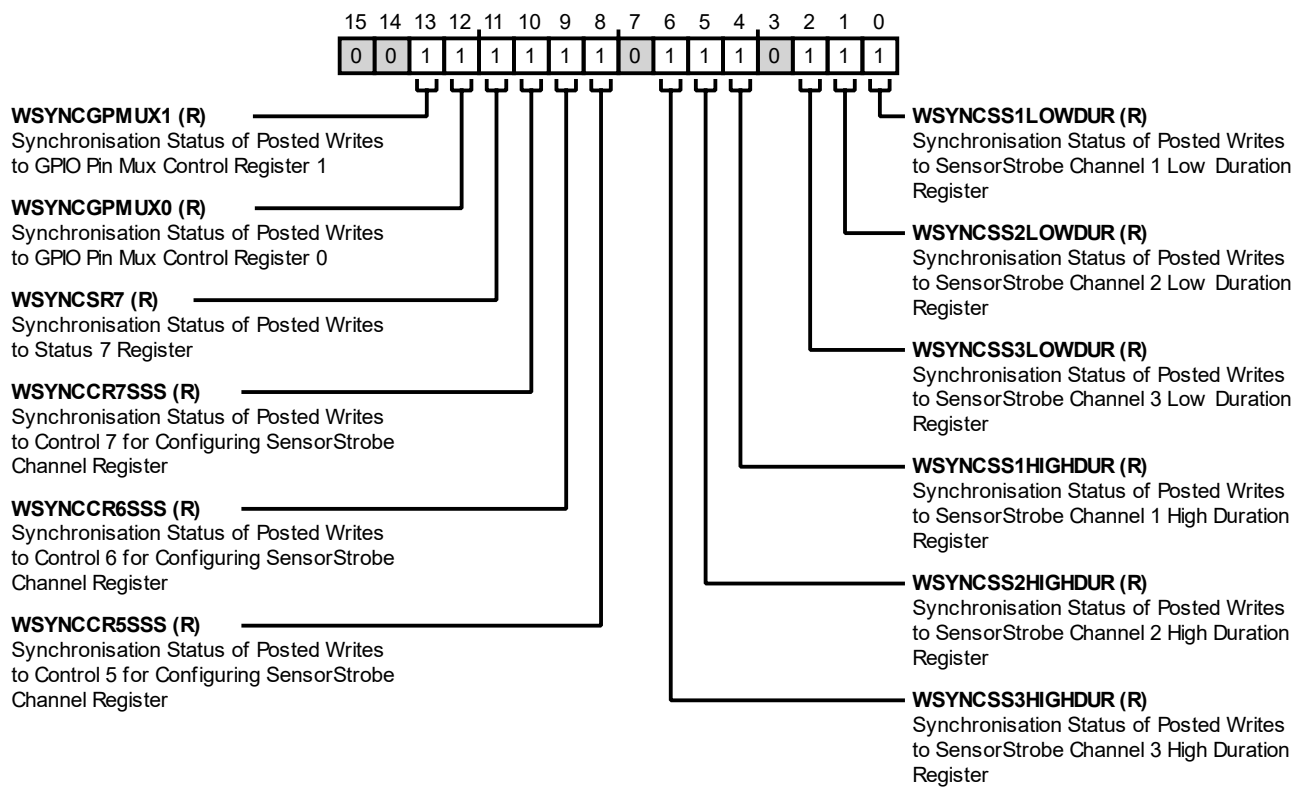 15 14 13 12 11 10 9 8 7 6 5 4 3 2 1 0
0 0 1 1 1 1 1 1 0 1 1 1 0 1 1 1
WSYNCGPMUX1 (R)
Synchronisation Status of Posted Writes
to GPIO Pin Mux Control Register 1
WSYNCGPMUX0 (R)
Synchronisation Status of Posted Writes
to GPIO Pin Mux Control Register 0
WSYNCSR7 (R)
Synchronisation Status of Posted Writes
to Status 7 Register
WSYNCCR7SSS (R)
Synchronisation Status of Posted Writes
to Control 7 for Configuring SensorStrobe
Channel Register
WSYNCCR6SSS (R)
Synchronisation Status of Posted Writes
to Control 6 for Configuring SensorStrobe
Channel Register
WSYNCCR5SSS (R)
Synchronisation Status of Posted Writes
to Control 5 for Configuring SensorStrobe
Channel Register
WSYNCSS1LOWDUR (R)
Synchronisation Status of Posted Writes
to SensorStrobe Channel 1 Low Duration
Register
WSYNCSS2LOWDUR (R)
Synchronisation Status of Posted Writes
to SensorStrobe Channel 2 Low Duration
Register
WSYNCSS3LOWDUR (R)
Synchronisation Status of Posted Writes
to SensorStrobe Channel 3 Low Duration
Register
WSYNCSS1HIGHDUR (R)
Synchronisation Status of Posted Writes
to SensorStrobe Channel 1 High Duration
Register
WSYNCSS2HIGHDUR (R)
Synchronisation Status of Posted Writes
to SensorStrobe Channel 2 High Duration
Register
WSYNCSS3HIGHDUR (R)
Synchronisation Status of Posted Writes
to SensorStrobe Channel 3 High Duration
Register